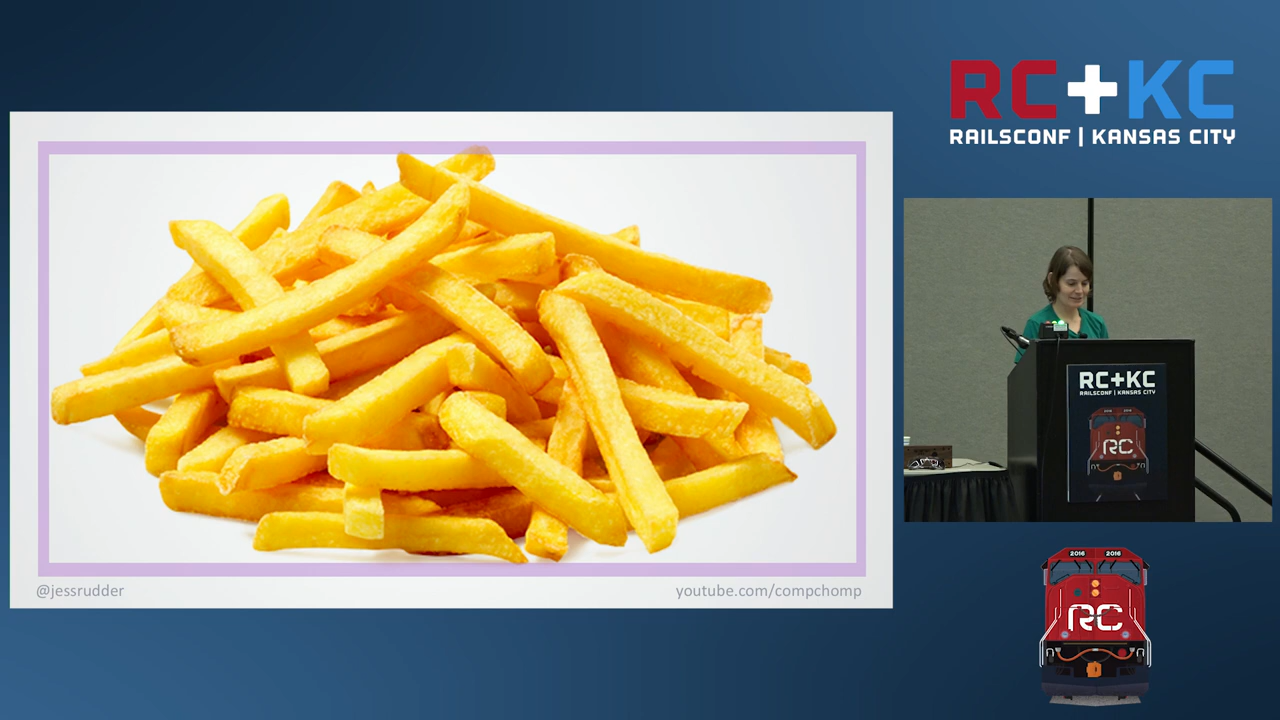 RC+KC
RAILSCONF | KANSAS CITY
@jessrudder
youtube.com/compchomp
RC+KC
RAILSCONF | KANSAS CITY
RC
2016 2016
RC